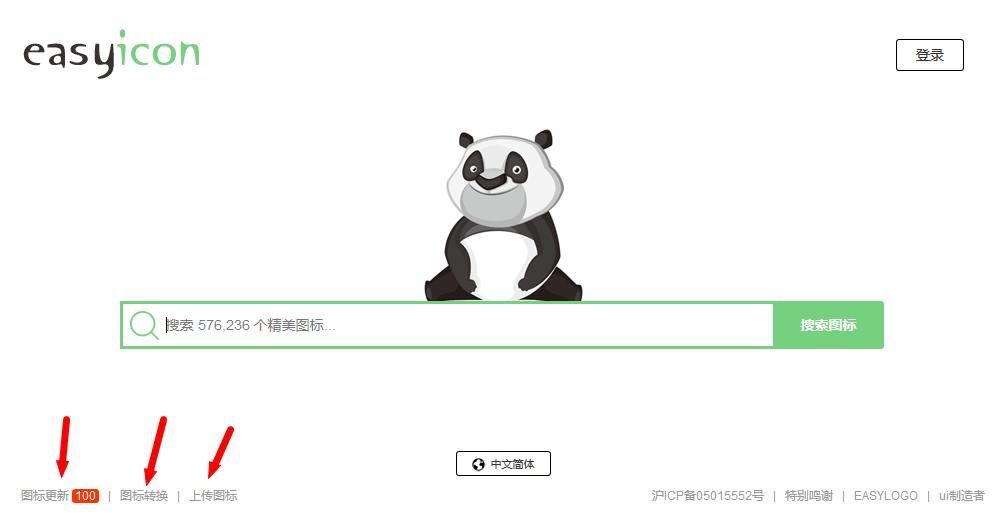 easyicon
登录
搜索 576,236 个精美图标...
搜索图标
中文简体
图标更新 100 | 图标转换 | 上传图标
沪ICP备05015552号 | 特别鸣谢 | EASYLOGO | ui制造者